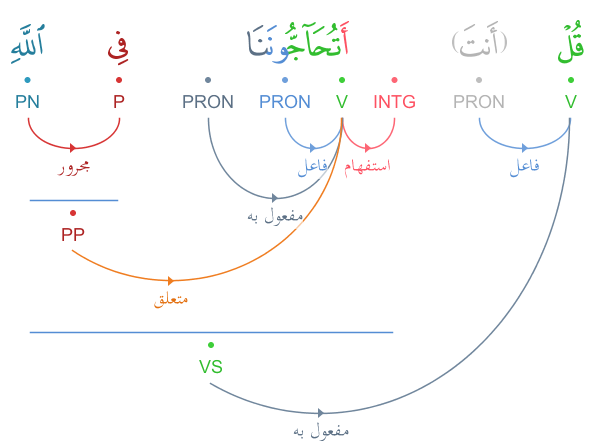 قُلْ (أَنتَ) أَتُحَآجُّونَنَا فِى ٱللَّهِ
V PRON INTG V PRON PRON P PN
فاعل استفهام فاعل مجرور
مفعول به
PP
متعلق
VS
مفعول به